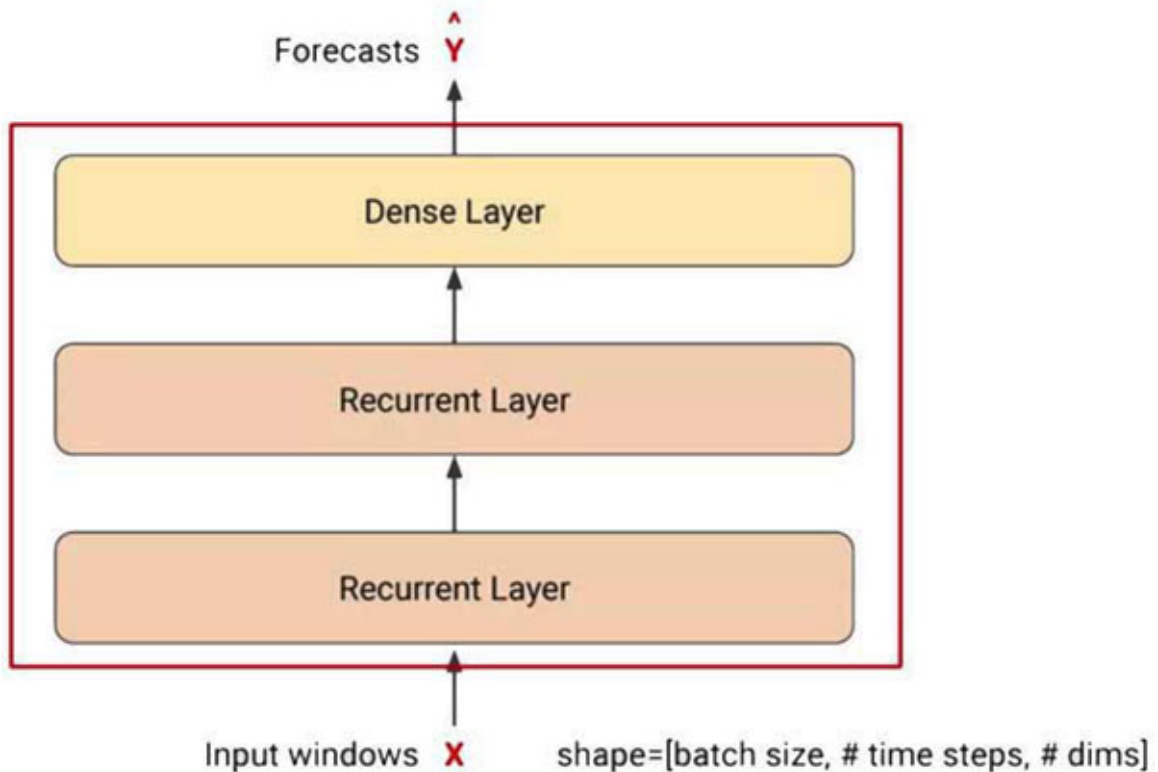 Forecasts Ŷ
Dense Layer
Recurrent Layer
Recurrent Layer
Input windows X shape=[batch size, # time steps, # dims]